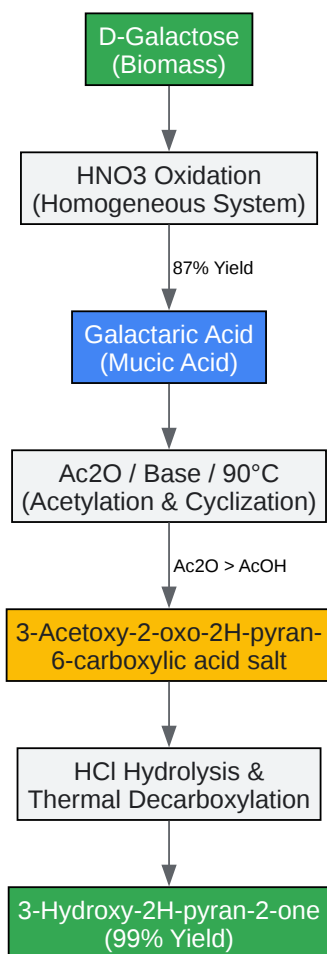 D-Galactose
(Biomass)
HNO3 Oxidation
(Homogeneous System)
87% Yield
Galactaric Acid
(Mucic Acid)
Ac2O / Base / 90°C
(Acetylation & Cyclization)
Ac2O > AcOH
3-Acetoxy-2-oxo-2H-pyran-
6-carboxylic acid salt
HCl Hydrolysis &
Thermal Decarboxylation
3-Hydroxy-2H-pyran-2-one
(99% Yield)